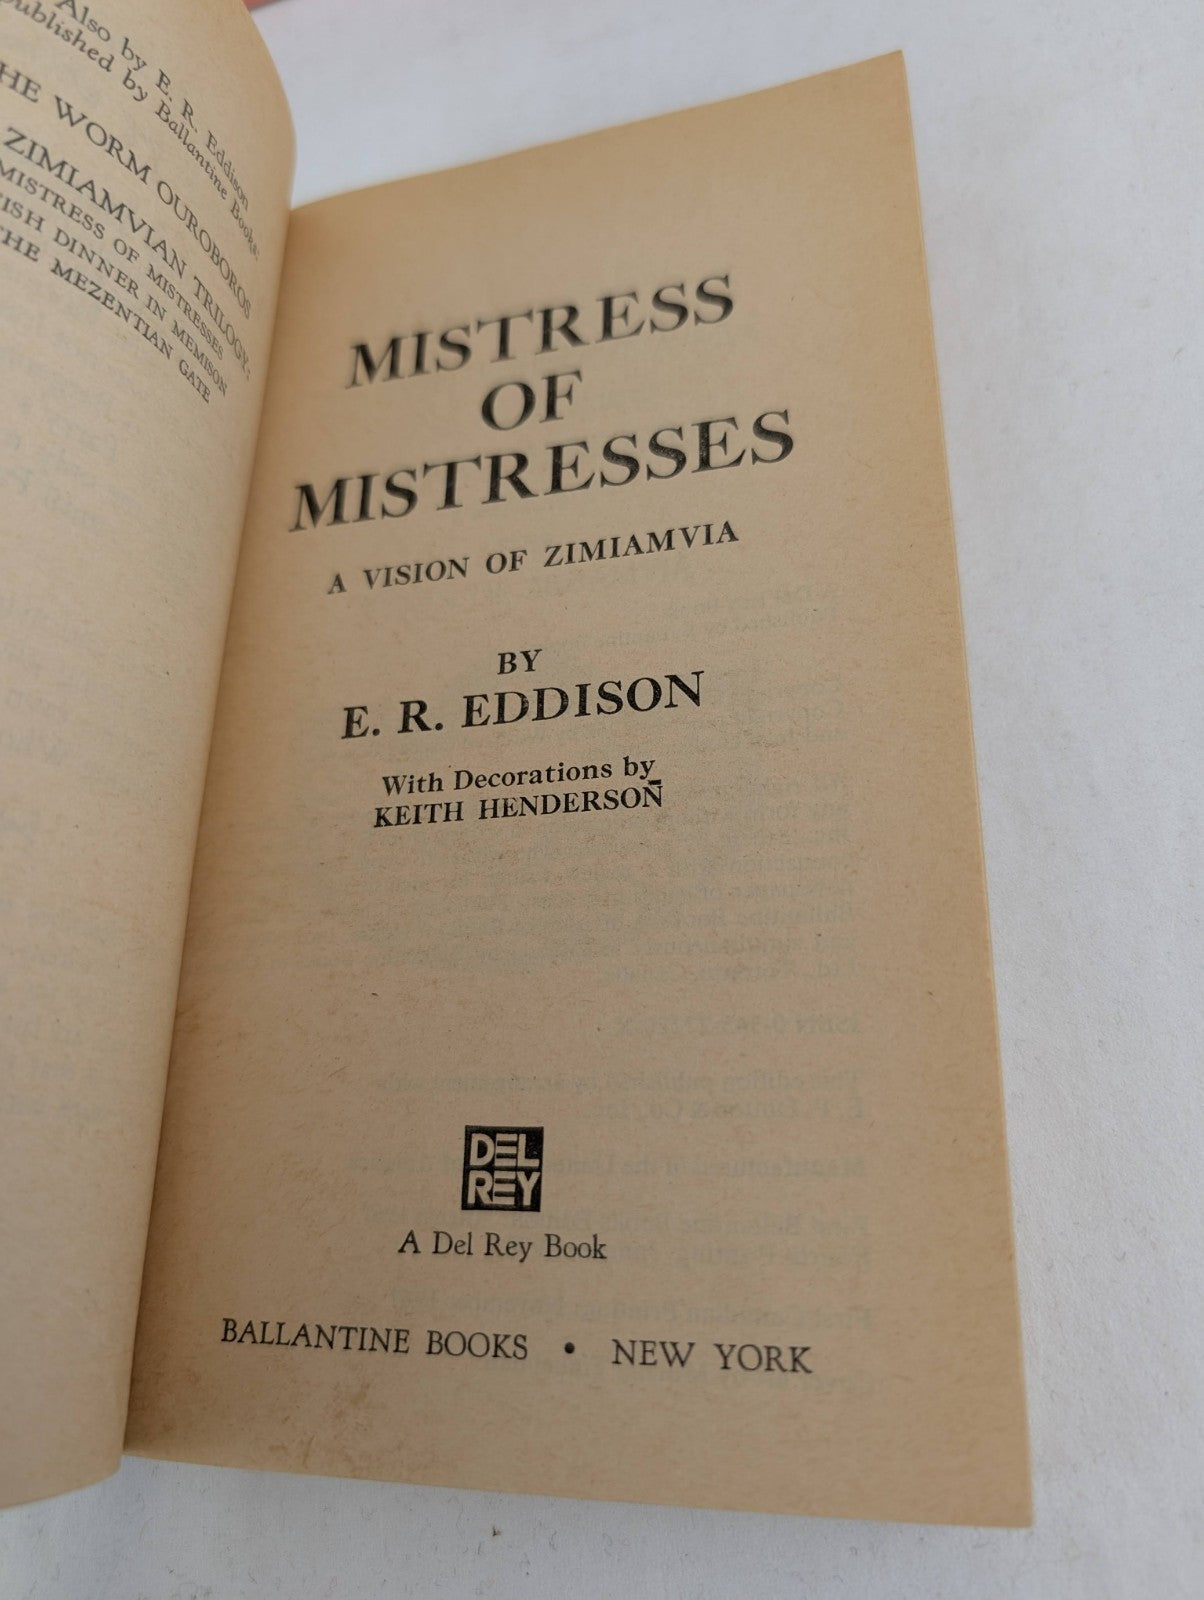 Also by E. R. Eddison
published by Ballantine Books:
THE WORM OUROBOROS
ZIMIAMVIAN TRILOGY:
MISTRESS OF MISTRESSES
FISH DINNER IN MEMISON
THE MEZENTIAN GATE
MISTRESS
OF
MISTRESSES
A VISION OF ZIMIAMVIA
BY
E. R. EDDISON
With Decorations by
KEITH HENDERSON
DEL
REY
A Del Rey Book
BALLANTINE BOOKS • NEW YORK